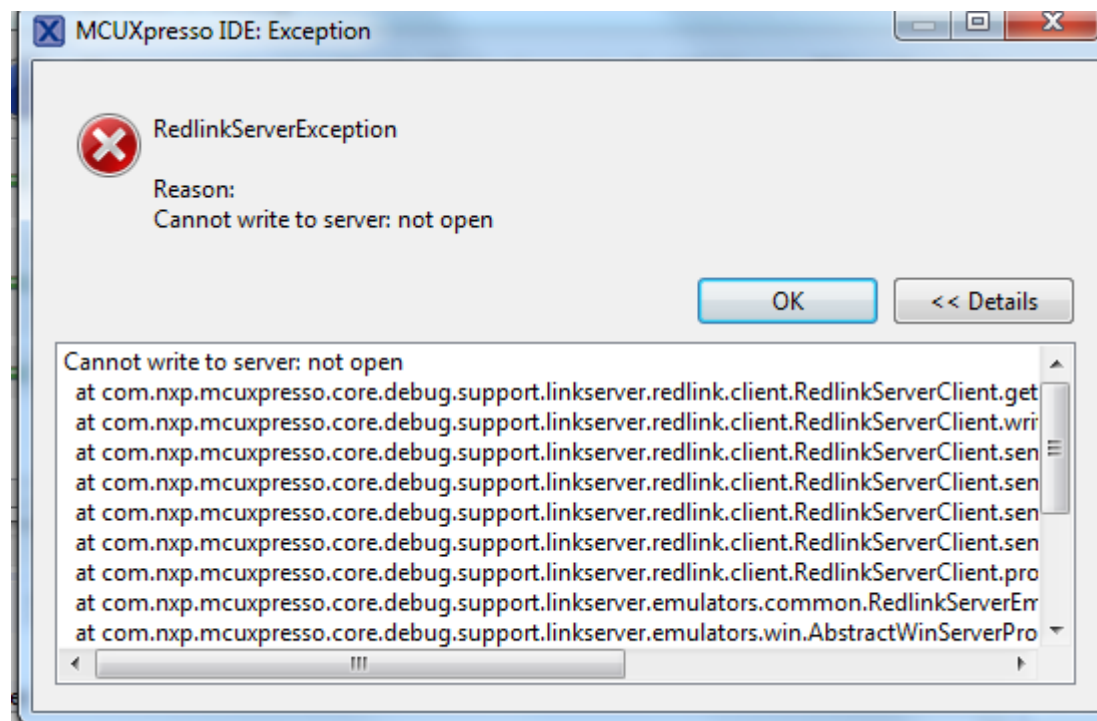 MCUXpresso IDE: Exception
RedlinkServerException
Reason:
Cannot write to server: not open
OK
<< Details
Cannot write to server: not open
at com.nxp.mcuxpresso.core.debug.support.linkserver.redlink.client.RedlinkServerClient.get
at com.nxp.mcuxpresso.core.debug.support.linkserver.redlink.client.RedlinkServerClient.wri
at com.nxp.mcuxpresso.core.debug.support.linkserver.redlink.client.RedlinkServerClient.sen
at com.nxp.mcuxpresso.core.debug.support.linkserver.redlink.client.RedlinkServerClient.sen
at com.nxp.mcuxpresso.core.debug.support.linkserver.redlink.client.RedlinkServerClient.sen
at com.nxp.mcuxpresso.core.debug.support.linkserver.redlink.client.RedlinkServerClient.sen
at com.nxp.mcuxpresso.core.debug.support.linkserver.redlink.client.RedlinkServerClient.pro
at com.nxp.mcuxpresso.core.debug.support.linkserver.emulators.common.RedlinkServerEm
at com.nxp.mcuxpresso.core.debug.support.linkserver.emulators.win.AbstractWinServerPro